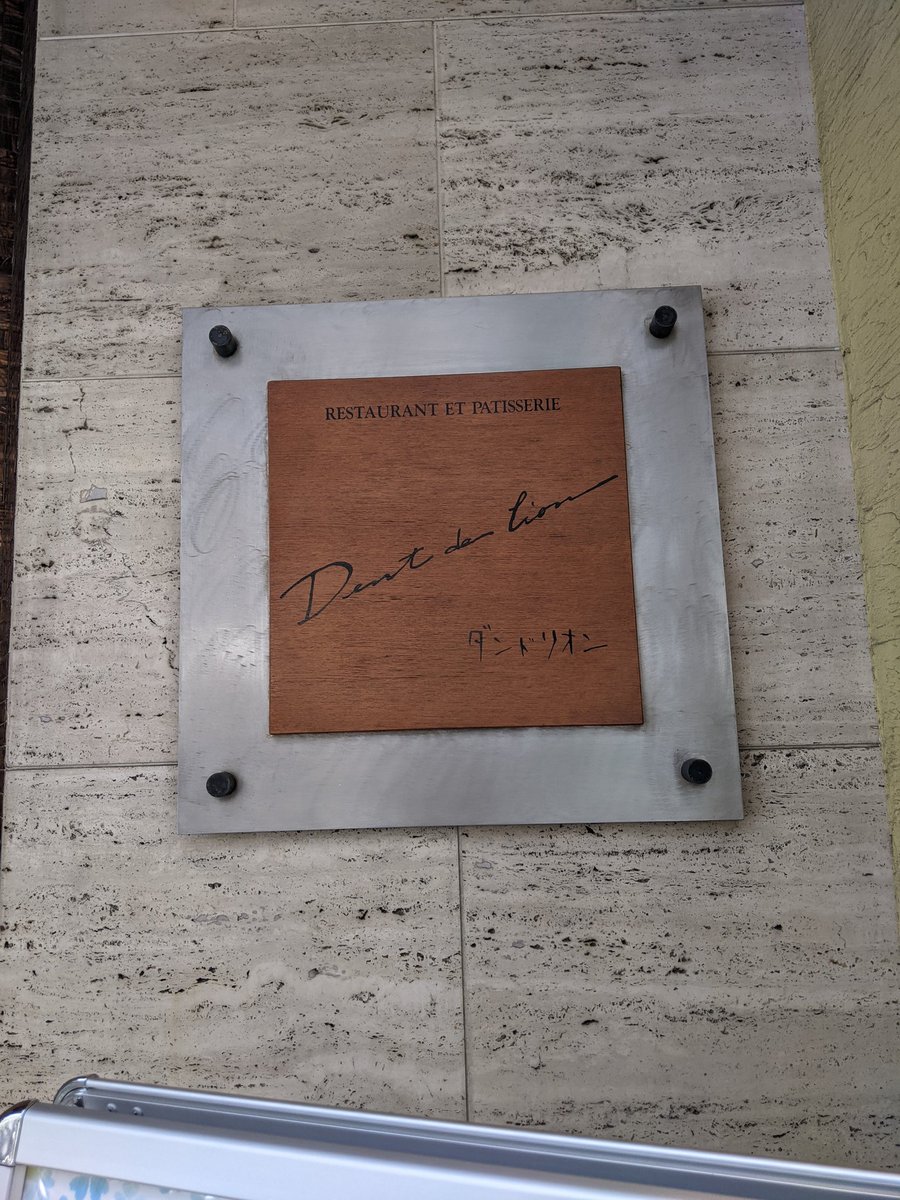 RESTAURANT ET PATISSERIE
Dent de lion
ダンドリオン